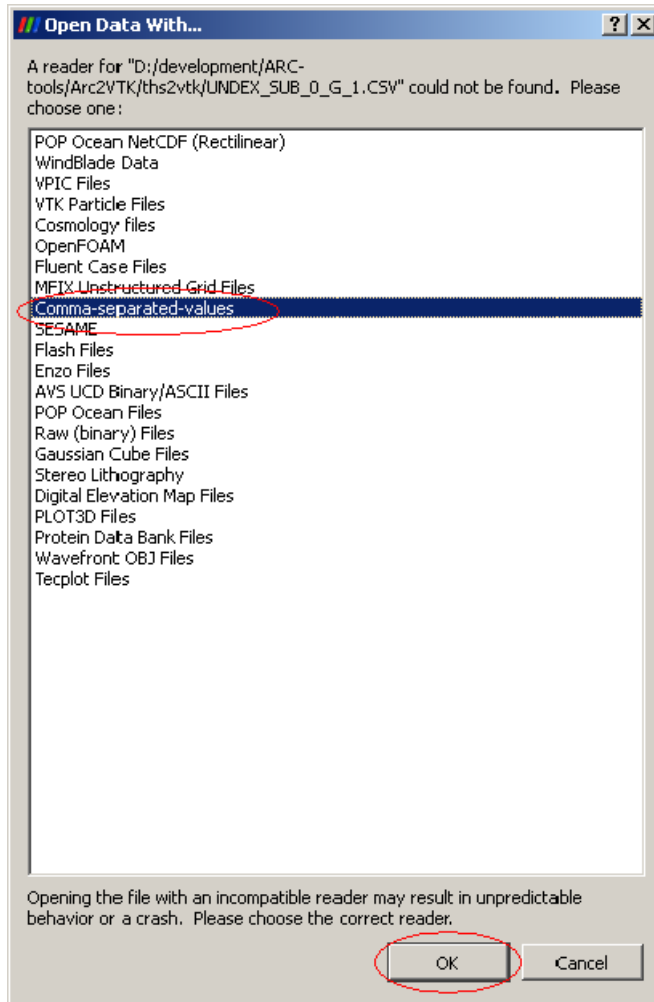 Open Data With...
A reader for "D:/development/ARC-
tools/Arc2VTK/ths2vtk/UNDEX_SUB_0_G_1.CSV" could not be found. Please
choose one:
POP Ocean NetCDF (Rectilinear)
WindBlade Data
VPIC Files
VTK Particle Files
Cosmology files
OpenFOAM
Fluent Case Files
MFIX Unstructured Grid Files
Comma-separated-values
SESAME
Flash Files
Enzo Files
AVS UCD Binary/ASCII Files
POP Ocean Files
Raw (binary) Files
Gaussian Cube Files
Stereo Lithography
Digital Elevation Map Files
PLOT3D Files
Protein Data Bank Files
Wavefront OBJ Files
Tecplot Files
Opening the file with an incompatible reader may result in unpredictable
behavior or a crash. Please choose the correct reader.
OK Cancel